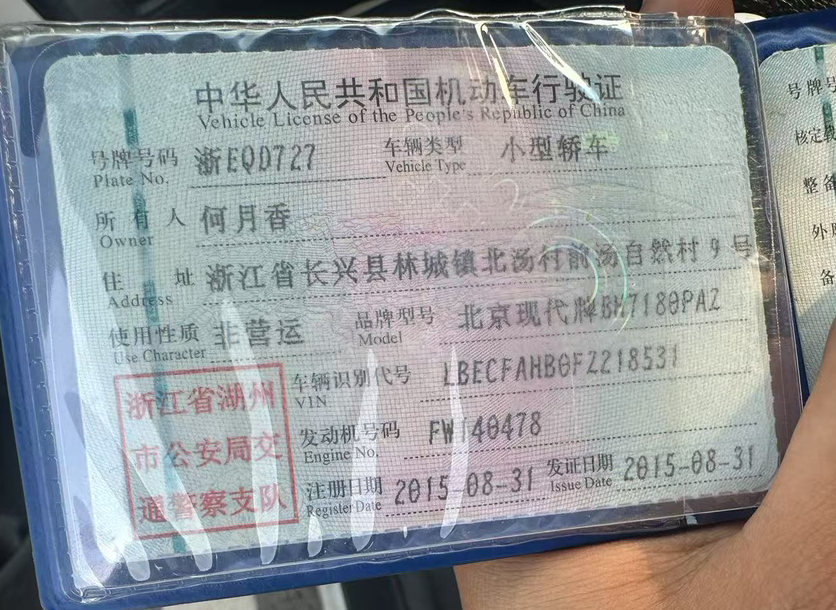 中华人民共和国机动车行驶证
Vehicle License of the People's Republic of China
号牌号码 浙EQD727 车辆类型 小型轿车
Plate No. Vehicle Type
所有人 何月香
Owner
住址 浙江省长兴县林城镇北汤村前汤自然村9号
Address
使用性质 非营运 品牌型号 北京现代牌BH7180PAZ
Use Character Model
浙江省湖州
市公安局交
通警察支队
车辆识别代号 LBECFAHB0FZ218531
VIN
发动机号码 FW140478
Engine No.
注册日期 2015-08-31 发证日期 2015-08-31
Register Date Issue Date
号牌号
核定载
整备
外廓
备